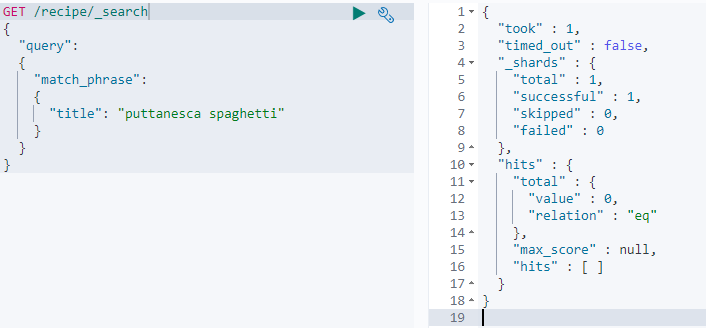 GET /recipe/_search
{
"query":
{
"match_phrase":
{
"title": "puttanesca spaghetti"
}
}
}
1 {
2 "took" : 1,
3 "timed_out" : false,
4 "_shards" : {
5 "total" : 1,
6 "successful" : 1,
7 "skipped" : 0,
8 "failed" : 0
9 },
10 "hits" : {
11 "total" : {
12 "value" : 0,
13 "relation" : "eq"
14 },
15 "max_score" : null,
16 "hits" : [ ]
17 }
18 }
19